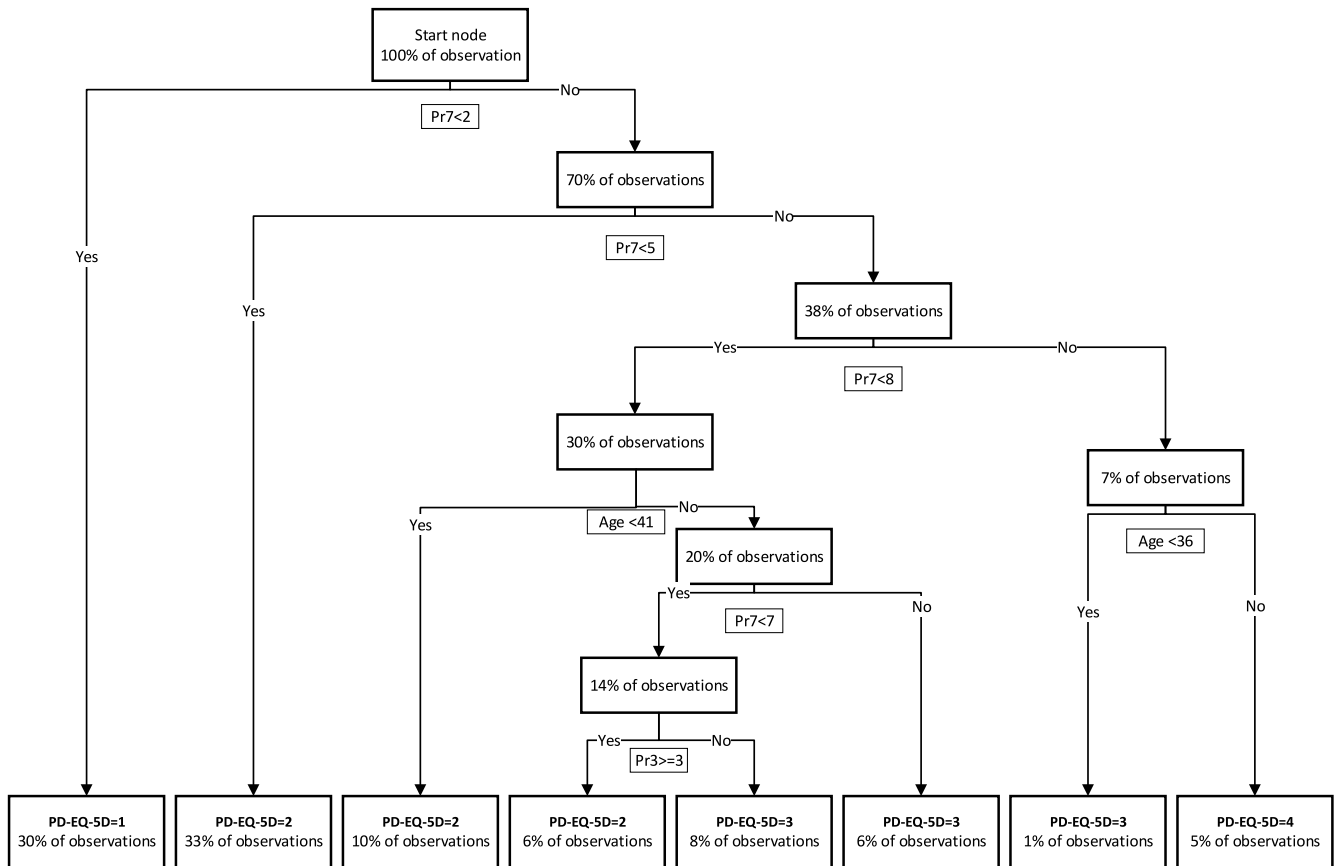 Start node
100% of observation
No
Pr7<2
70% of observations
No
Yes
Pr7<5
Yes
38% of observations
Yes
No
Pr7<8
30% of observations
7% of observations
No
Age <41
Yes
Age <36
20% of observations
Yes
No
Yes
No
Pr7<7
14% of observations
Yes
No
Pr3>=3
PD-EQ-5D=1
30% of observations
PD-EQ-5D=2
33% of observations
PD-EQ-5D=2
10% of observations
PD-EQ-5D=2
6% of observations
PD-EQ-5D=3
8% of observations
PD-EQ-5D=3
6% of observations
PD-EQ-5D=3
1% of observations
PD-EQ-5D=4
5% of observations